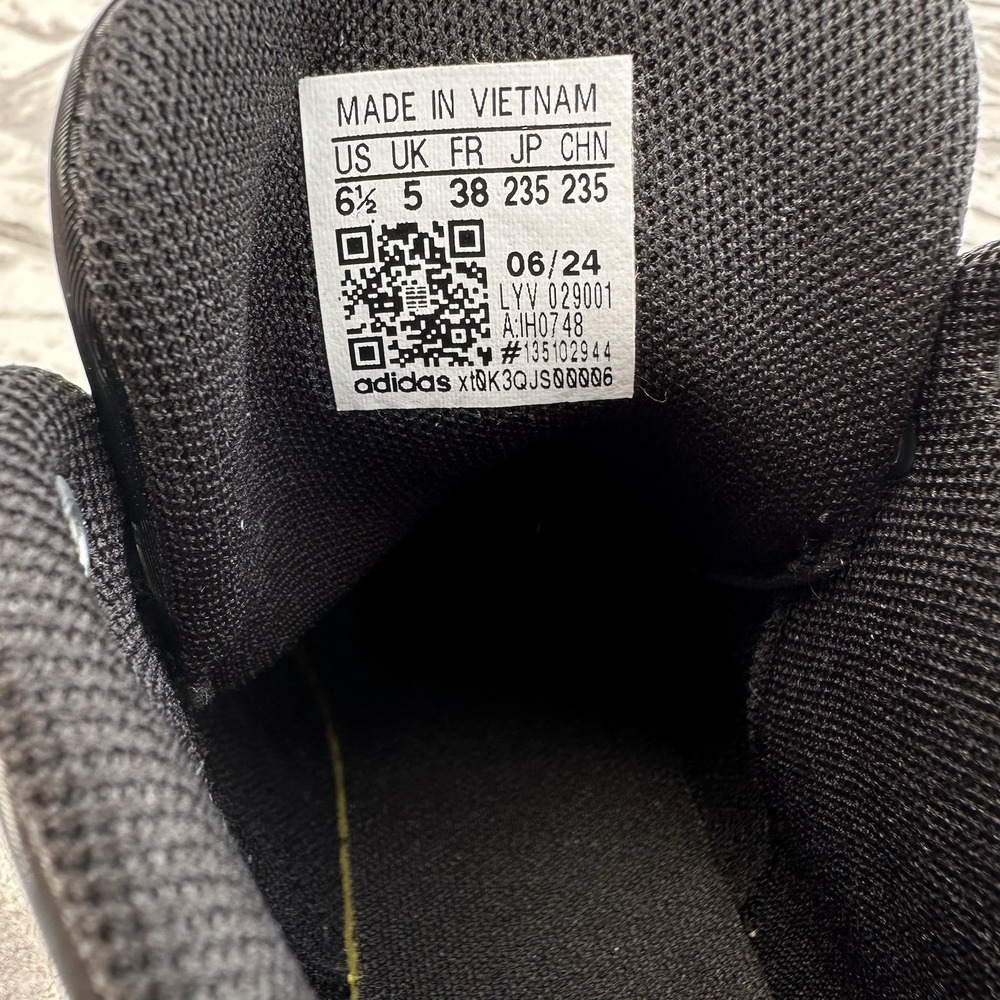 MADE IN VIETNAM
US UK FR JP CHN
6½ 5 38 235 235
06/24
LYV 029001
A:IH0748
#135102944
adidas xt0K3QJS00006